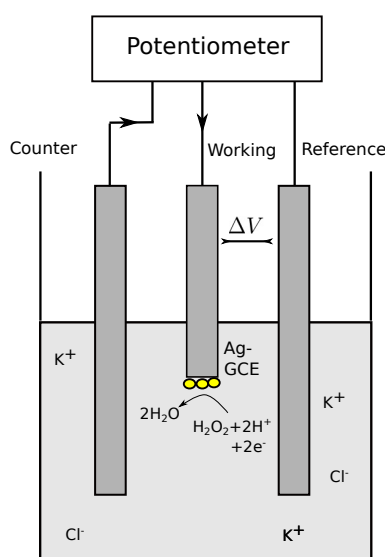 Potentiometer
Counter
Working
Reference
ΔV
Ag-
GCE
K⁺
2H₂O
H₂O₂+2H⁺
+2e⁻
K⁺
Cl⁻
Cl⁻
K⁺